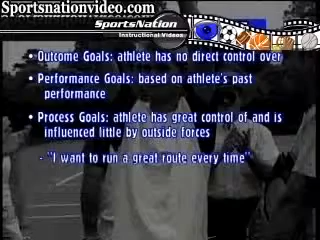 Sportsnationvideo.com
SportsNation
Instructional Videos
• Outcome Goals: athlete has no direct control over
• Performance Goals: based on athlete's past
performance
• Process Goals: athlete has great control of and is
influenced little by outside forces
- "I want to run a great route every time"